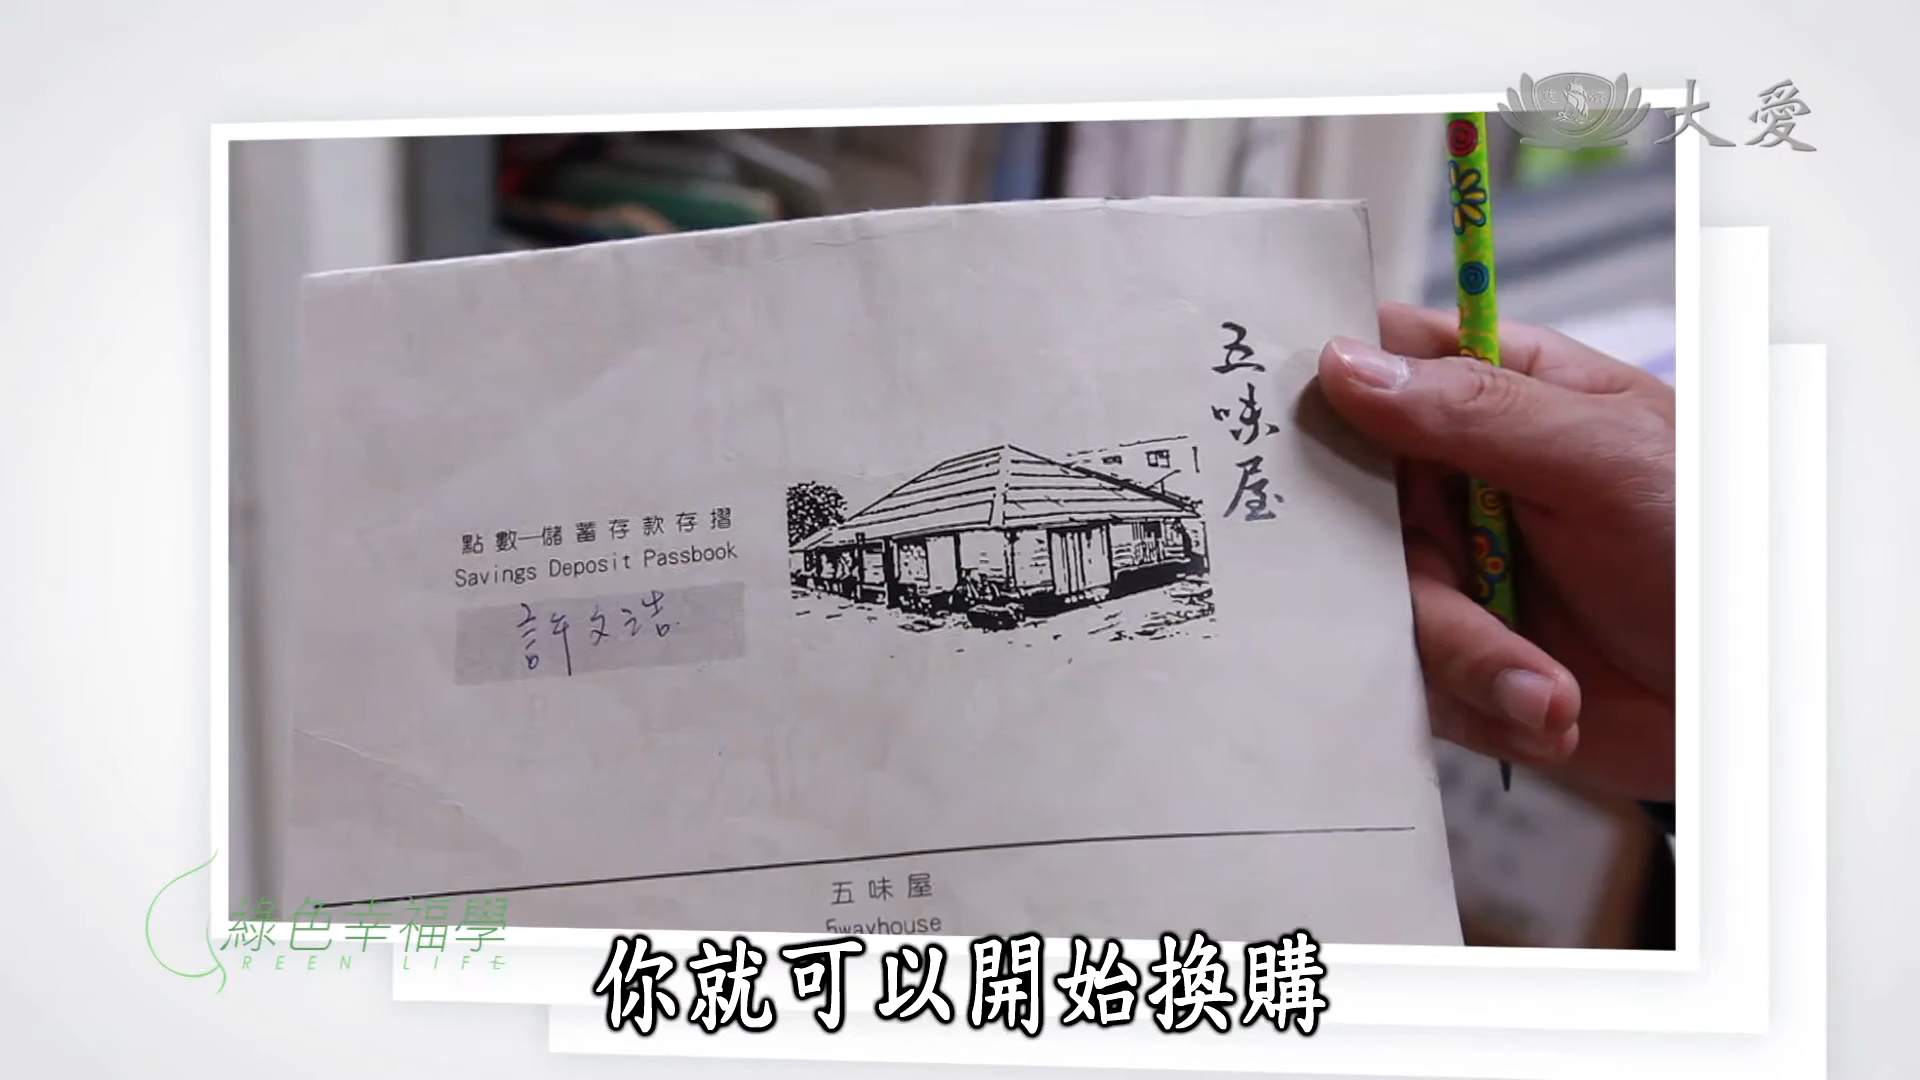 大愛
五味屋
點數—儲蓄存款存摺
Savings Deposit Passbook
許文浩
五味屋
5wayhouse
綠色幸福學
GREEN LIFE
你就可以開始換購